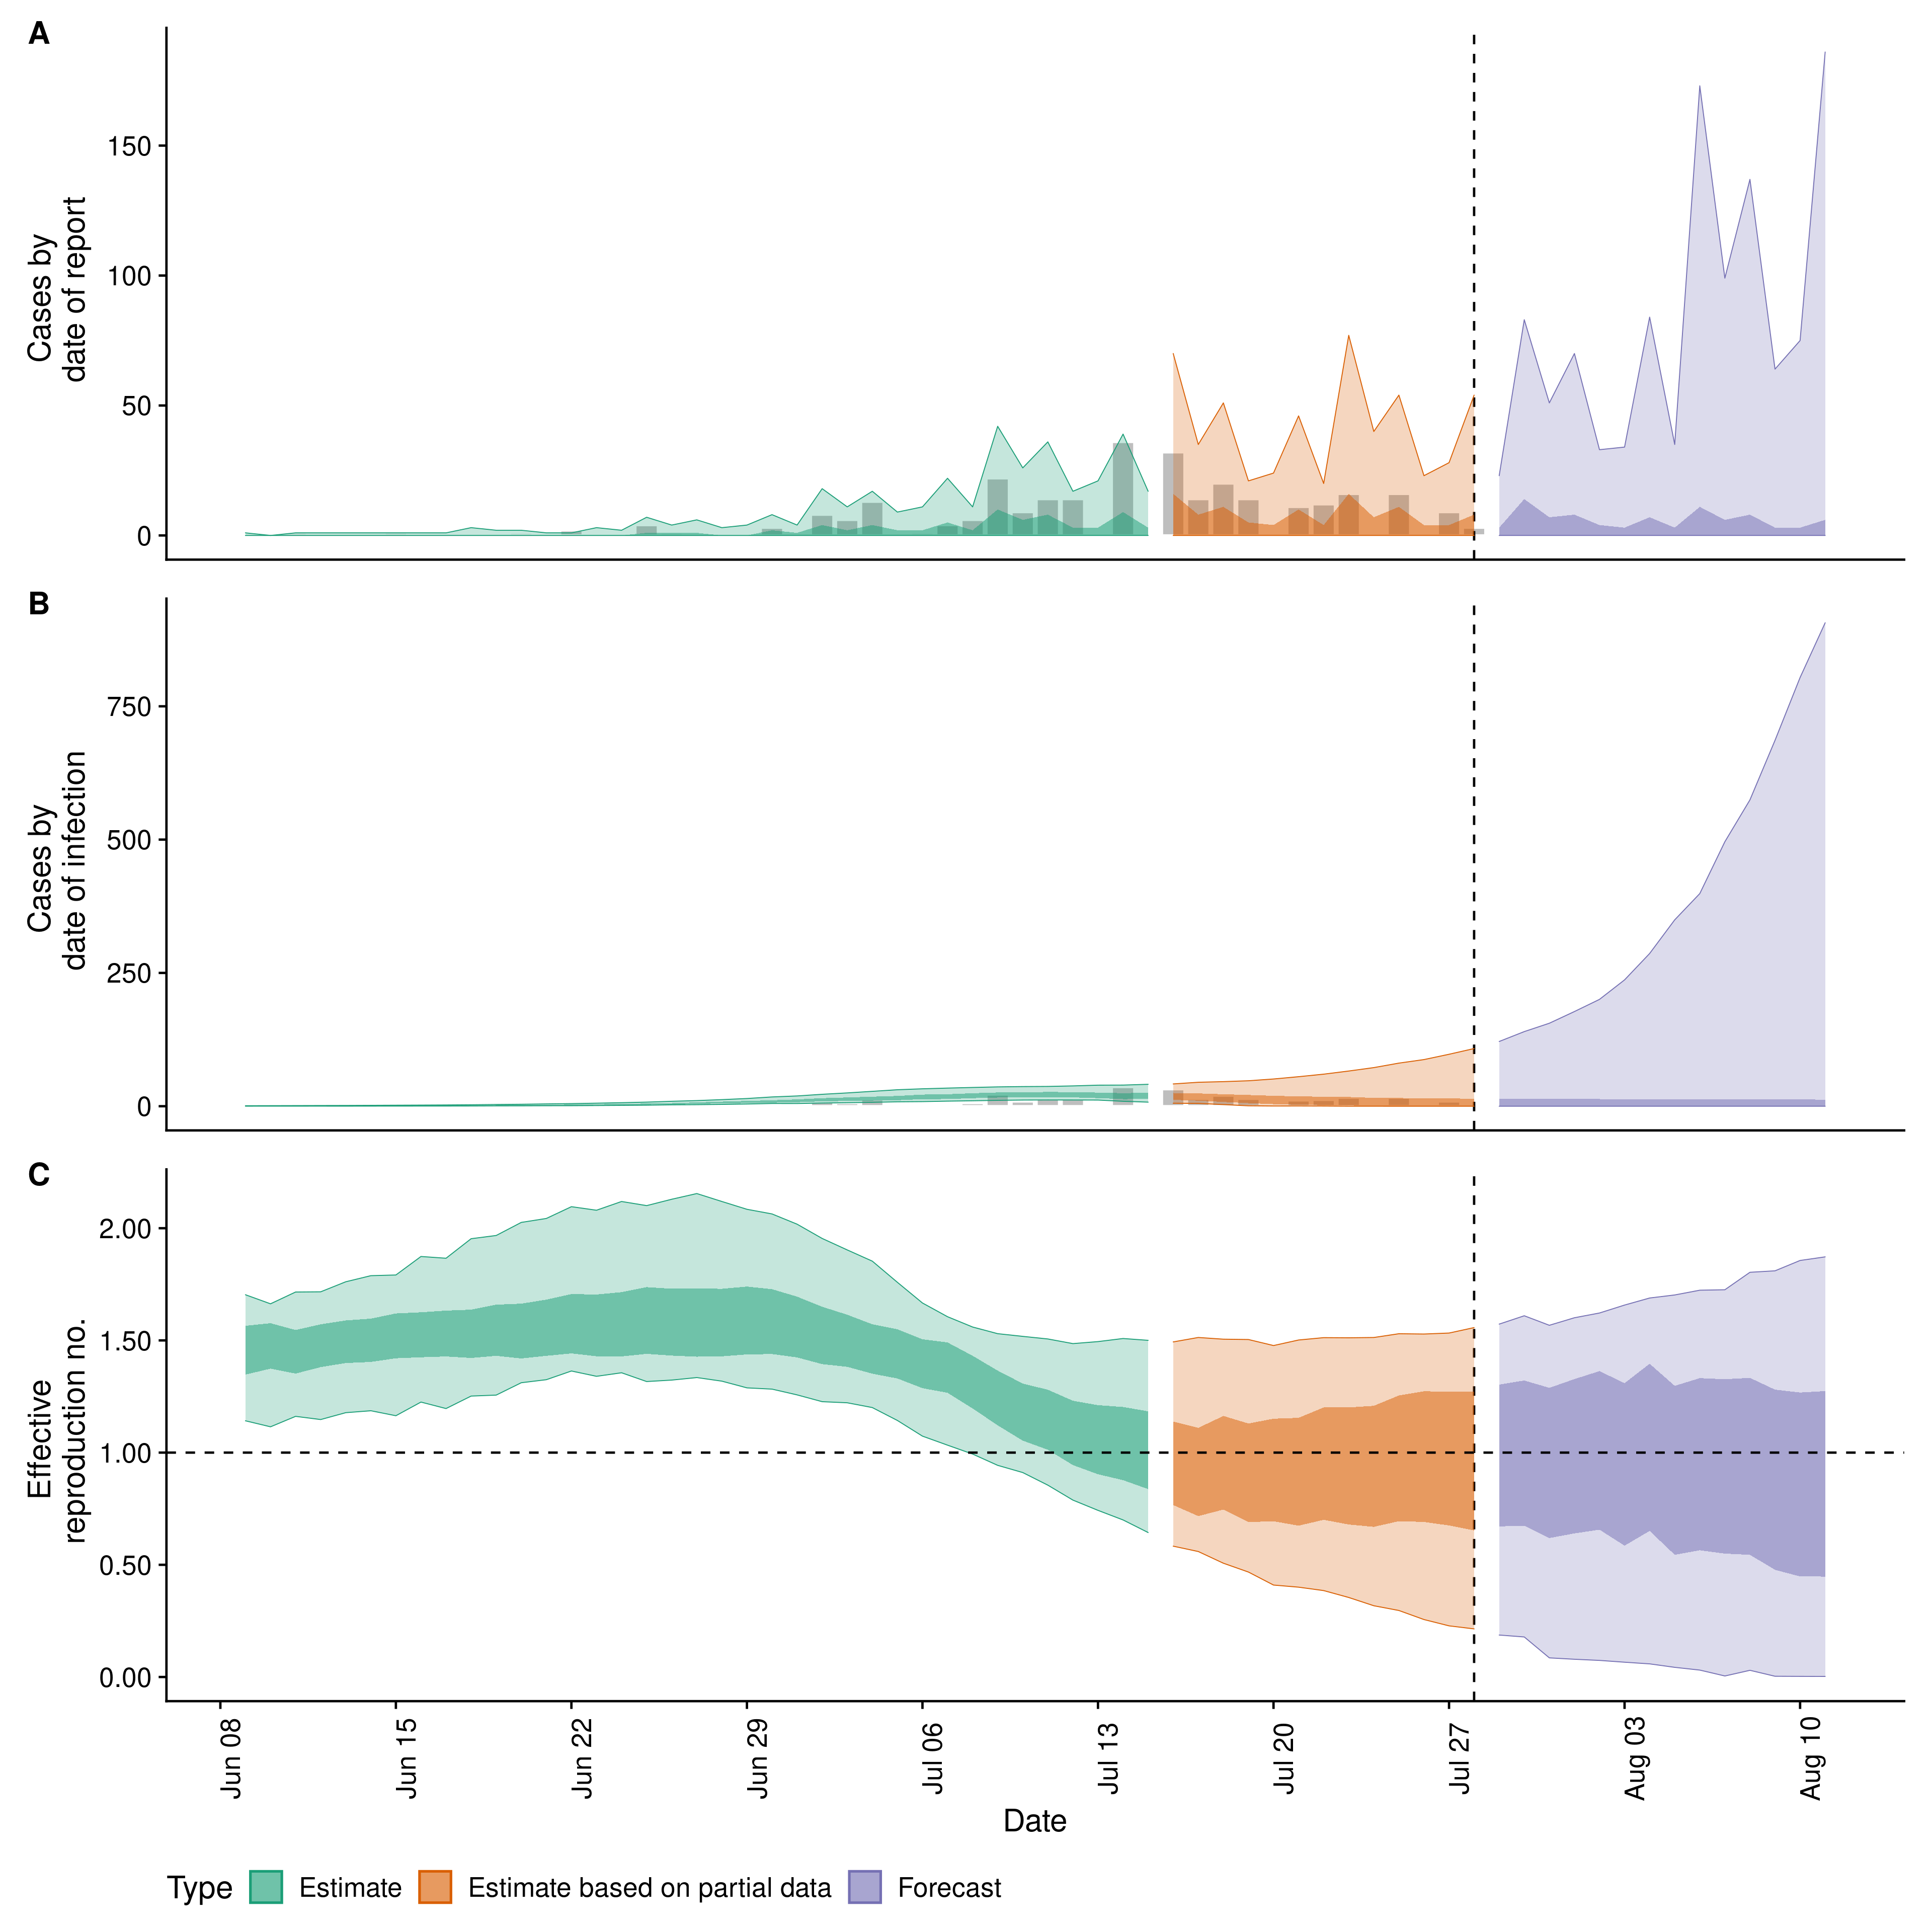 A
Cases by
date of report
150
100
50
0
B
Cases by
date of infection
750
500
250
0
C
Effective
reproduction no.
2.00
1.50
1.00
0.50
0.00
Jun 08
Jun 15
Jun 22
Jun 29
Jul 06
Jul 13
Jul 20
Jul 27
Aug 03
Aug 10
Date
Type
Estimate
Estimate based on partial data
Forecast